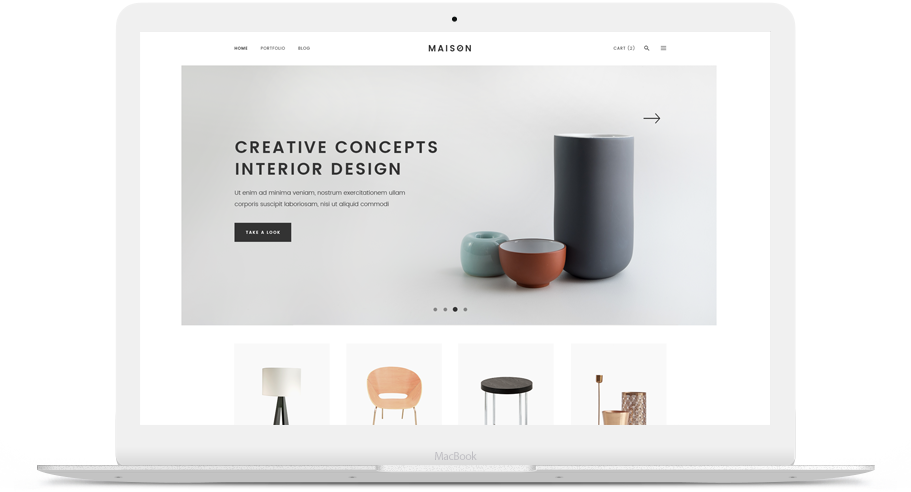 HOME PORTFOLIO BLOG
MAISON
CART (2)
CREATIVE CONCEPTS
INTERIOR DESIGN
Ut enim ad minima veniam, nostrum exercitationem ullam
corporis suscipit laboriosam, nisi ut aliquid commodi
TAKE A LOOK
MacBook